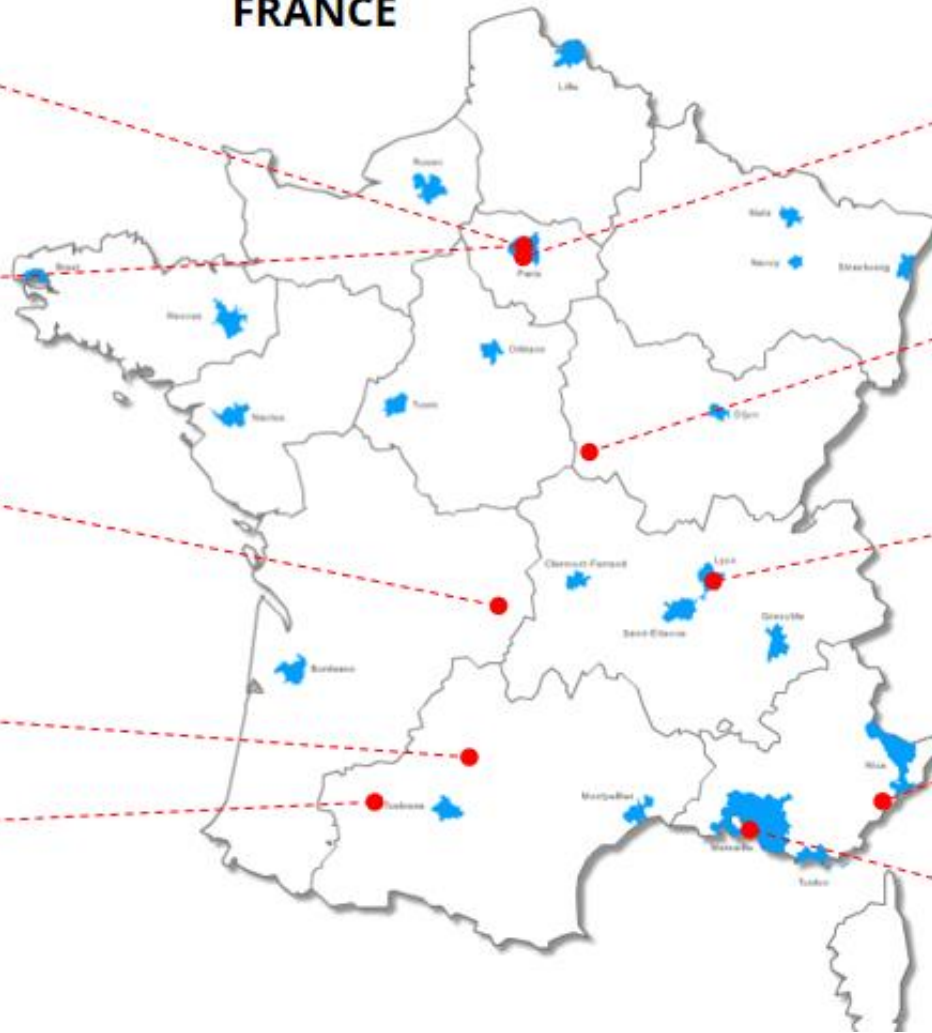 FRANCE
Lille
Rouen
Metz
Paris
Nancy
Strasbourg
Brest
Rennes
Orléans
Tours
Nantes
Dijon
Clermont-Ferrand
Lyon
Saint-Etienne
Grenoble
Bordeaux
Nice
Montpellier
Toulouse
Marseille
Toulon